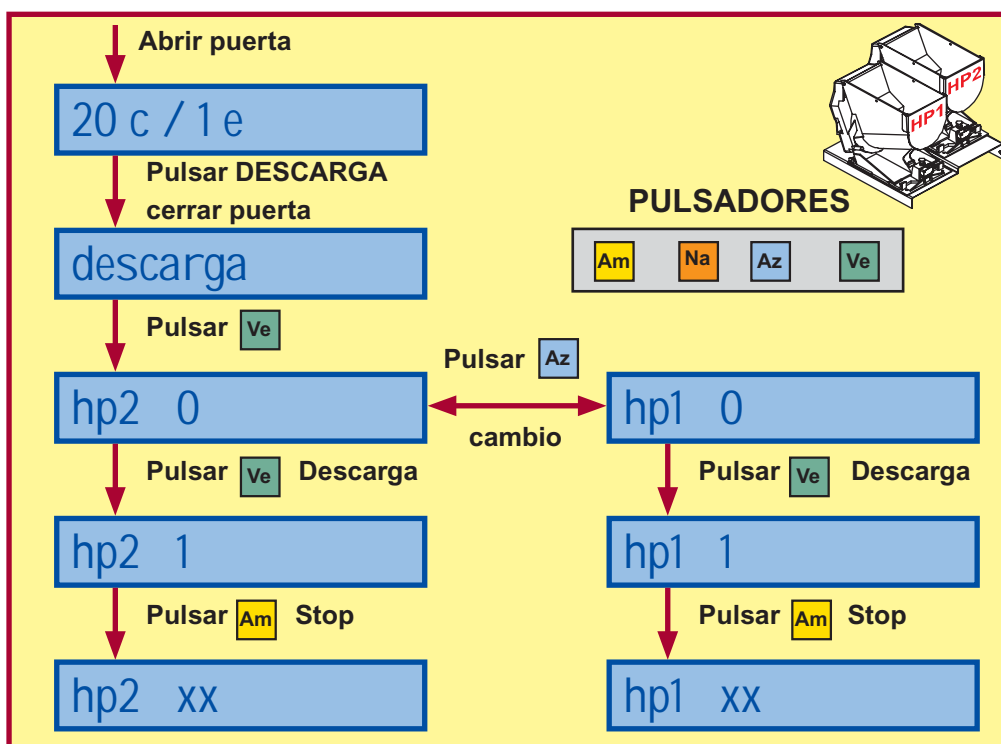 Abrir puerta
20 c / 1 e
Pulsar DESCARGA
cerrar puerta
descarga
Pulsar Ve
hp2 0
Pulsar Ve Descarga
hp2 1
Pulsar Am Stop
hp2 xx
HP1
HP2
PULSADORES
Am Na Az Ve
Pulsar Az
cambio
hp1 0
Pulsar Ve Descarga
hp1 1
Pulsar Am Stop
hp1 xx